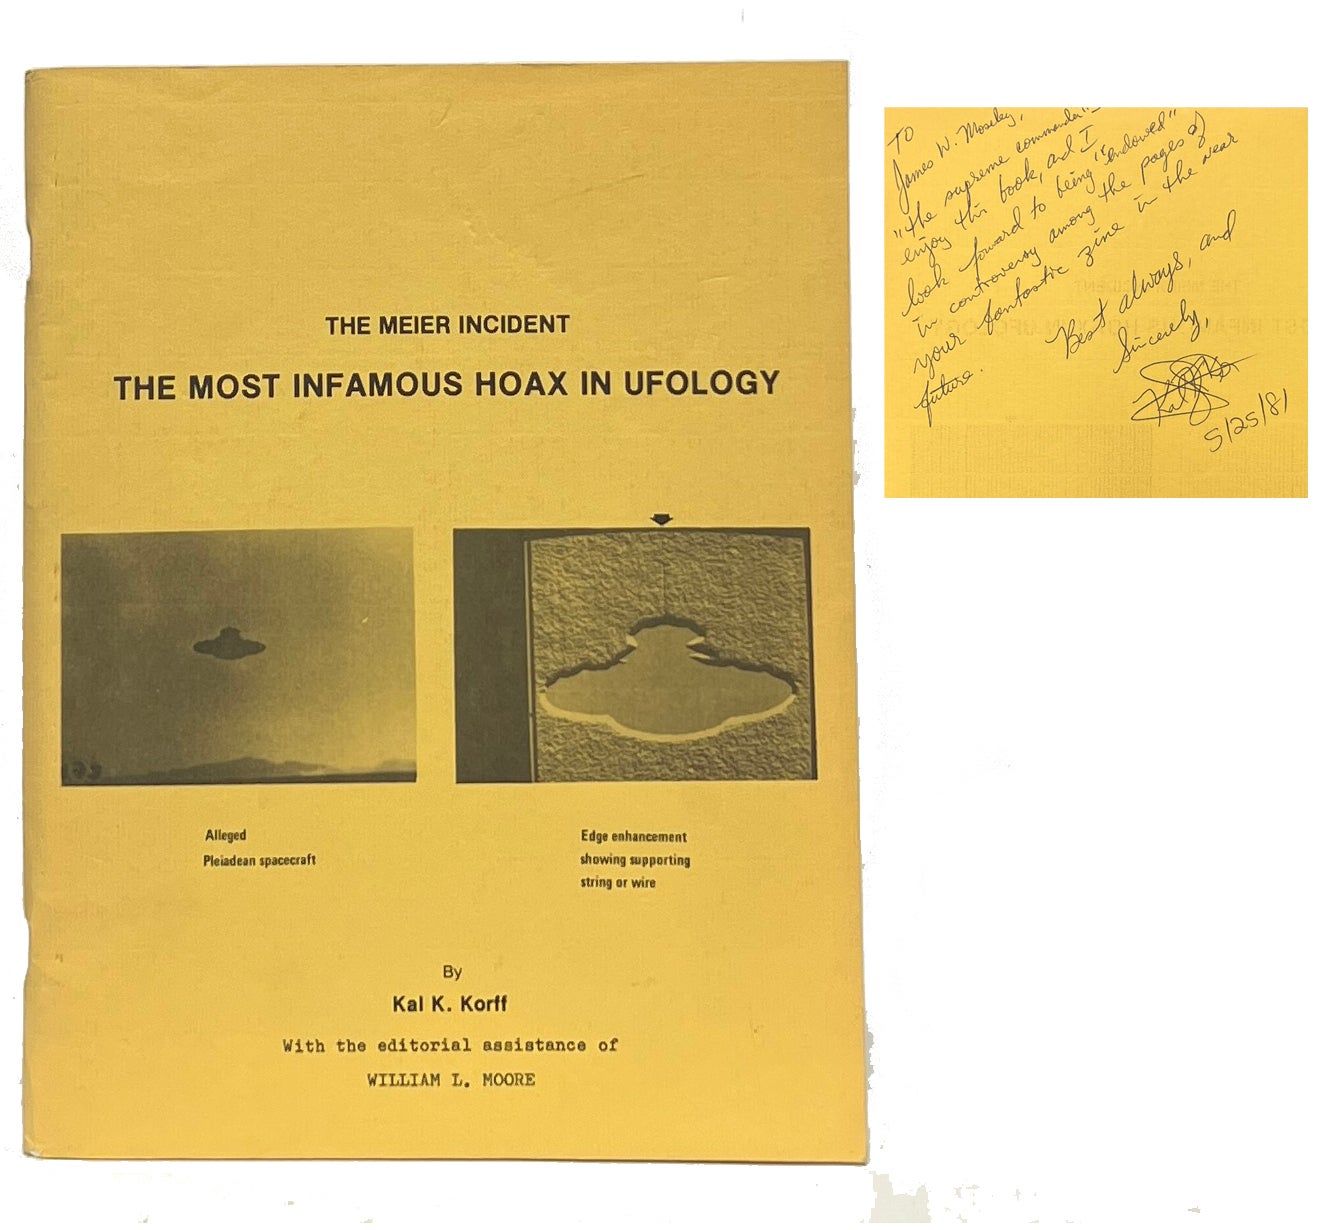 THE MEIER INCIDENT
THE MOST INFAMOUS HOAX IN UFOLOGY
Alleged
Pleiadean spacecraft
Edge enhancement
showing supporting
string or wire
By
Kal K. Korff
With the editorial assistance of
WILLIAM L. MOORE
TO
James W. Moseley,
"the supreme commander"–
enjoy this book, and I
look forward to being "endowed"
in controversy among the pages of
your fantastic zine in the near
future.
Best always, and
Sincerely,
Kal K. Korff
5/25/81